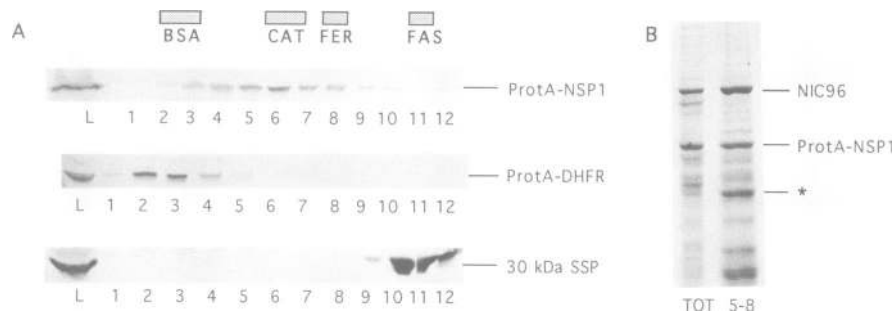 A
BSA CAT FER FAS
ProtA-NSP1
L 1 2 3 4 5 6 7 8 9 10 11 12
ProtA-DHFR
L 1 2 3 4 5 6 7 8 9 10 11 12
30 kDa SSP
L 1 2 3 4 5 6 7 8 9 10 11 12
B
NIC96
ProtA-NSP1
*
TOT 5-8